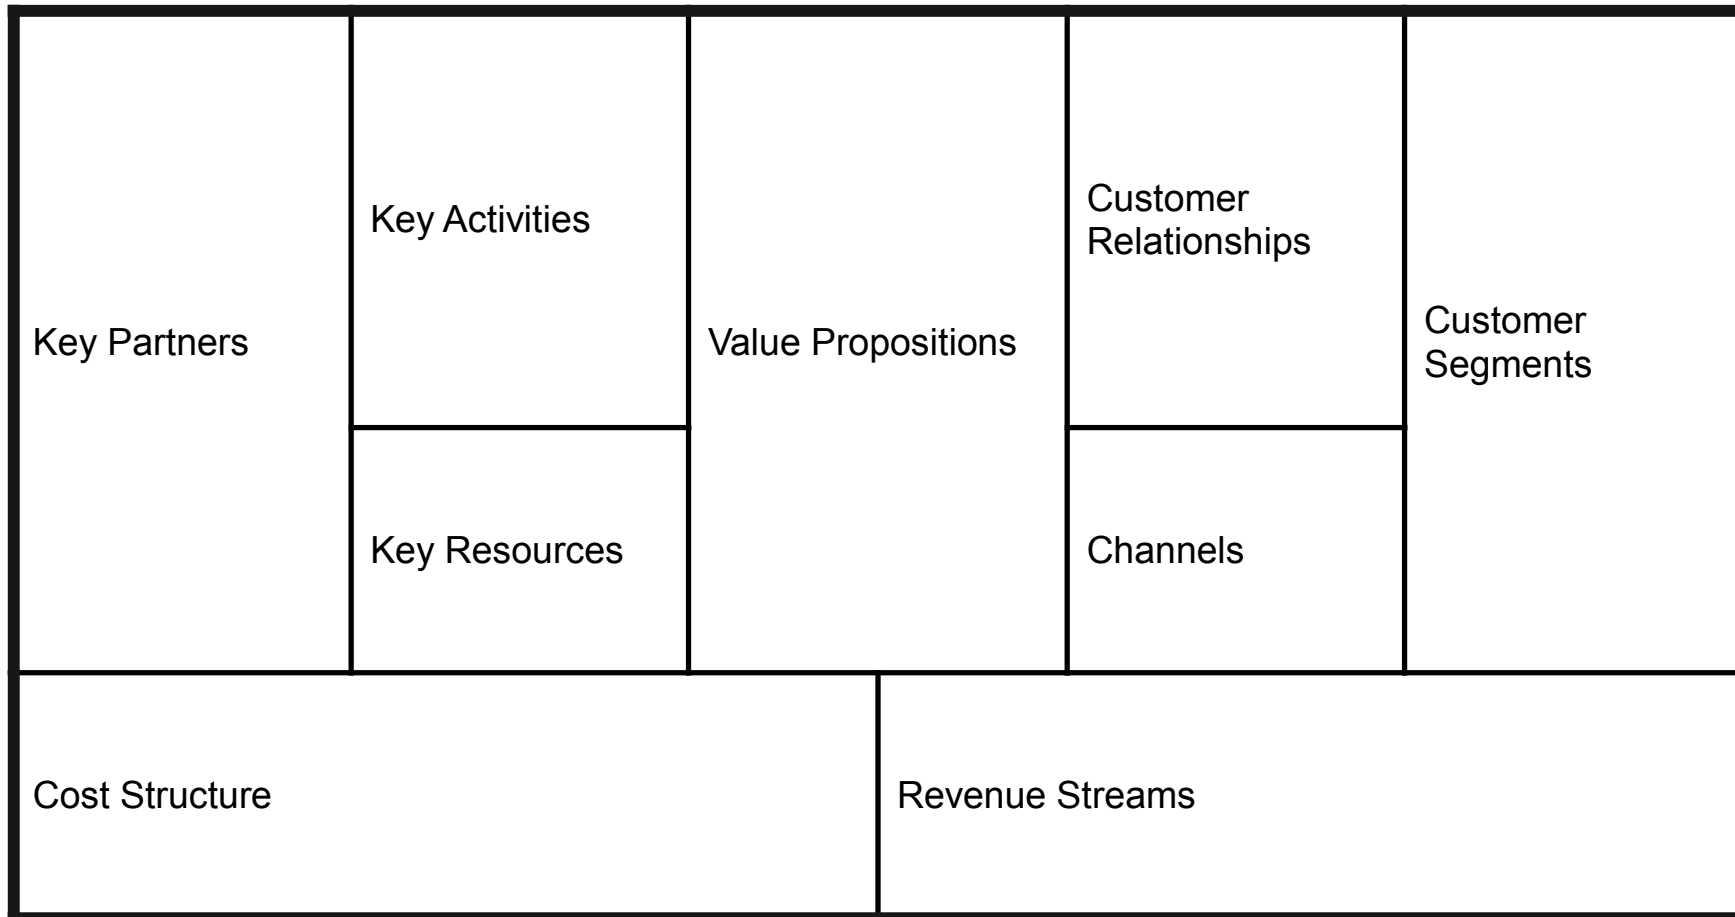 Key Partners
Key Activities
Key Resources
Value Propositions
Customer
Relationships
Channels
Customer
Segments
Cost Structure
Revenue Streams